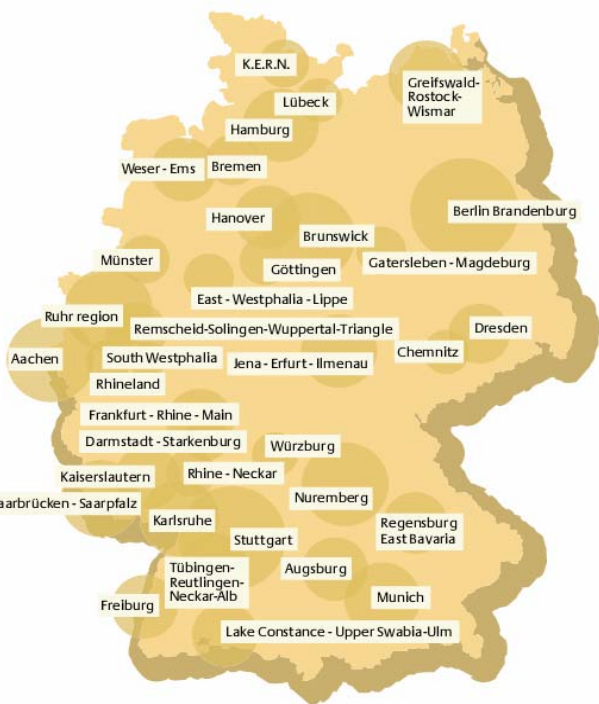 K.E.R.N.
Greifswald-
Rostock-
Wismar
Lübeck
Hamburg
Weser - Ems
Bremen
Hanover
Berlin Brandenburg
Brunswick
Münster
Göttingen
Gatersleben - Magdeburg
East - Westphalia - Lippe
Ruhr region
Remscheid-Solingen-Wuppertal-Triangle
Dresden
Aachen
South Westphalia
Jena - Erfurt - Ilmenau
Chemnitz
Rhineland
Frankfurt - Rhine - Main
Darmstadt - Starkenburg
Würzburg
Kaiserslautern
Rhine - Neckar
Nuremberg
aarbrücken - Saarpfalz
Karlsruhe
Regensburg
East Bavaria
Stuttgart
Tübingen-
Reutlingen-
Neckar-Alb
Augsburg
Freiburg
Munich
Lake Constance - Upper Swabia-Ulm